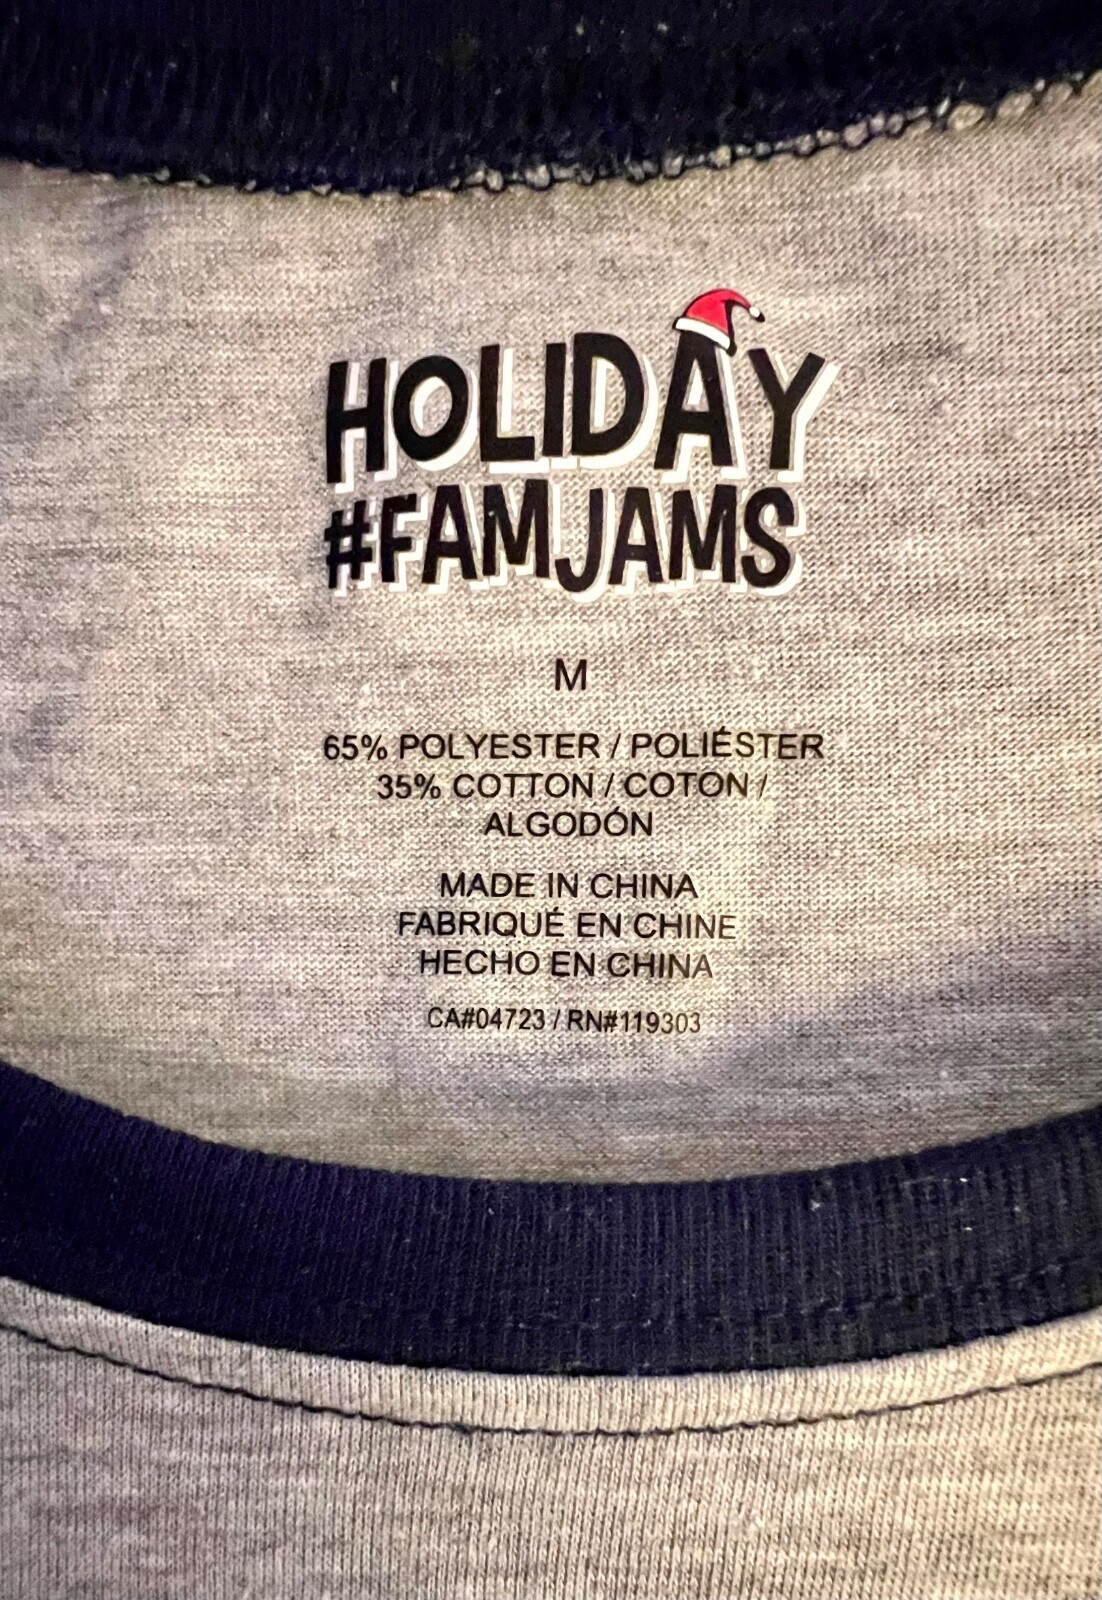 HOLIDAY
#FAMJAMS
M
65% POLYESTER / POLIÉSTER
35% COTTON / COTON /
ALGODÓN
MADE IN CHINA
FABRIQUÉ EN CHINE
HECHO EN CHINA
CA#04723 / RN#119303